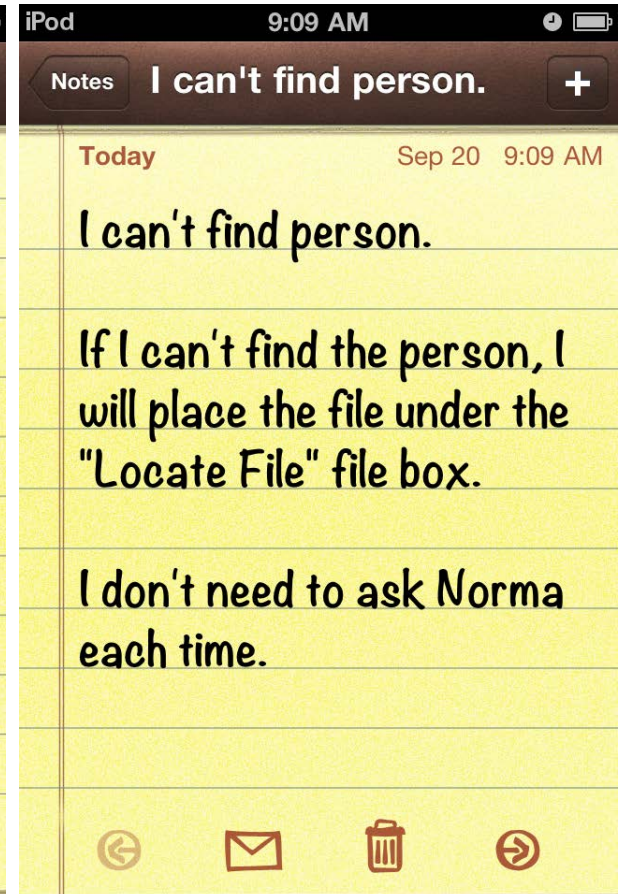 iPod 9:09 AM
Notes I can't find person. +
Today Sep 20 9:09 AM
I can't find person.
If I can't find the person, I
will place the file under the
"Locate File" file box.
I don't need to ask Norma
each time.